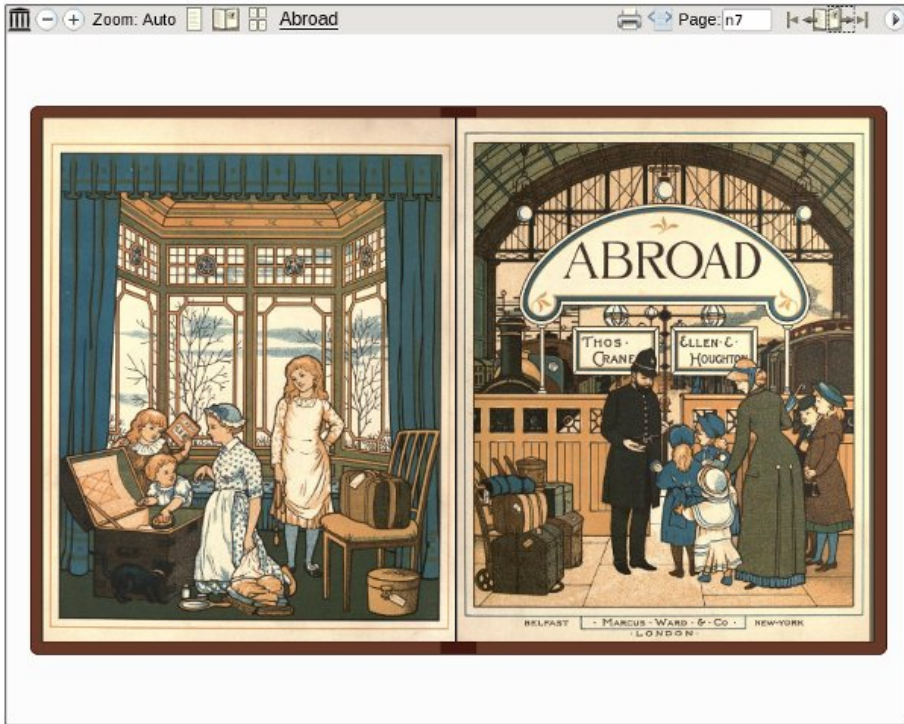 Zoom: Auto Abroad Page: n7
ABROAD
THOS· CRANE
ELLEN·E· HOUGHTON
BELFAST · MARCUS · WARD · & · CO · NEW-YORK
· LONDON ·